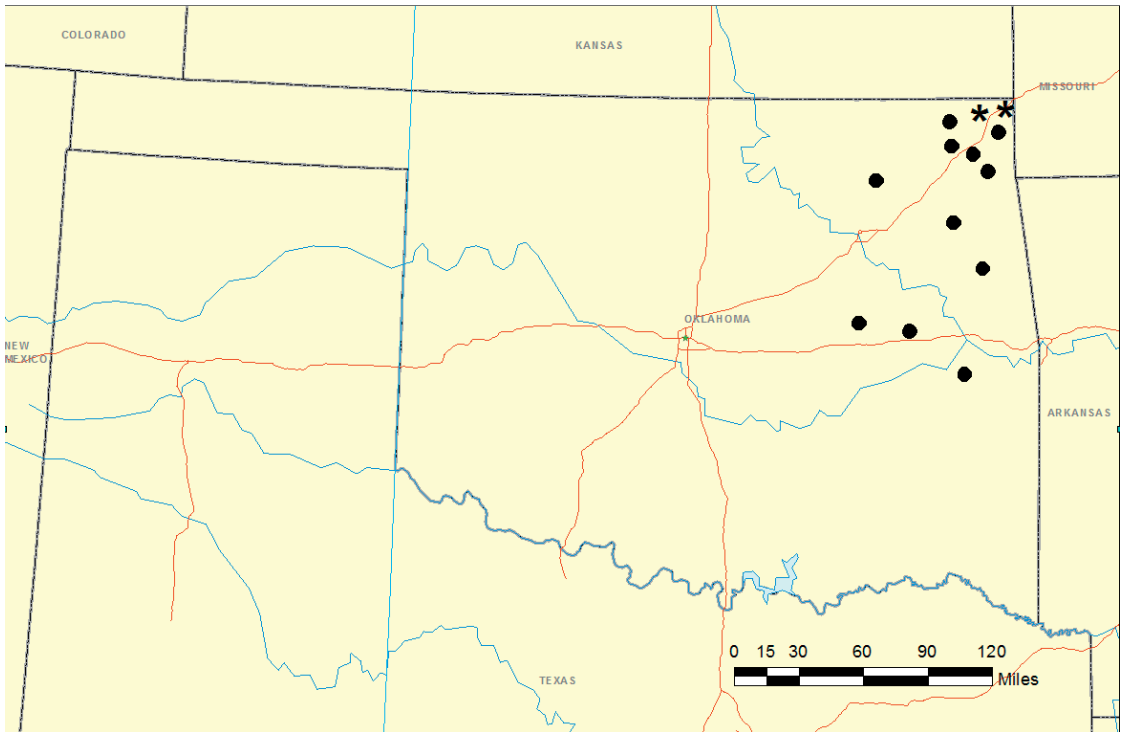 COLORADO
KANSAS
MISSOURI
OKLAHOMA
NEW
MEXICO
ARKANSAS
0 15 30 60 90 120
Miles
TEXAS